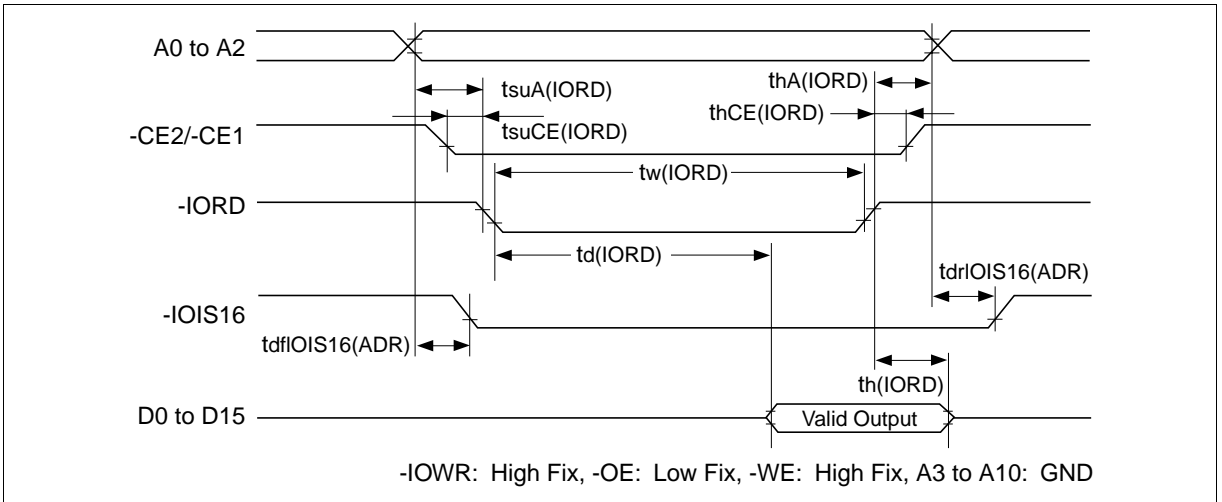 A0 to A2
tsuA(IORD)
thA(IORD)
thCE(IORD)
tsuCE(IORD)
-CE2/-CE1
tw(IORD)
-IORD
td(IORD)
tdrIOIS16(ADR)
-IOIS16
tdfIOIS16(ADR)
th(IORD)
D0 to D15
Valid Output
-IOWR: High Fix, -OE: Low Fix, -WE: High Fix, A3 to A10: GND